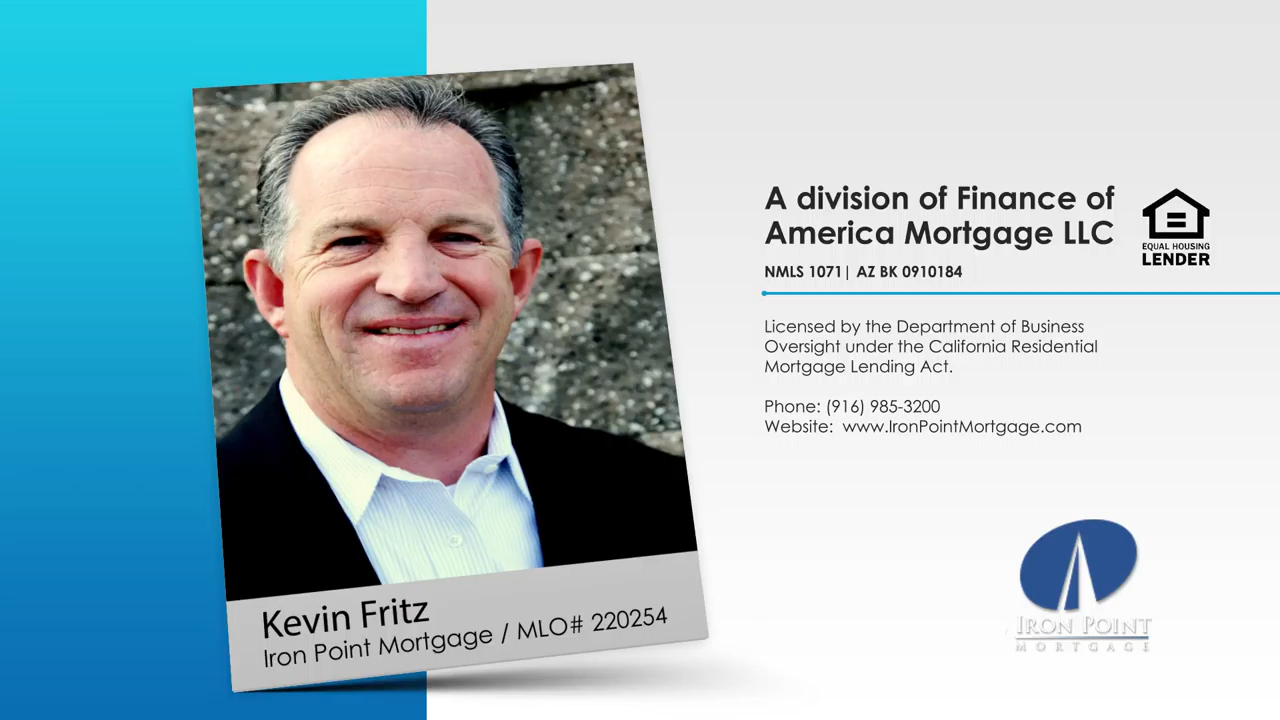 Kevin Fritz
Iron Point Mortgage / MLO# 220254
A division of Finance of
America Mortgage LLC
NMLS 1071| AZ BK 0910184
EQUAL HOUSING
LENDER
Licensed by the Department of Business
Oversight under the California Residential
Mortgage Lending Act.
Phone: (916) 985-3200
Website: www.IronPointMortgage.com
IRON POINT
MORTGAGE